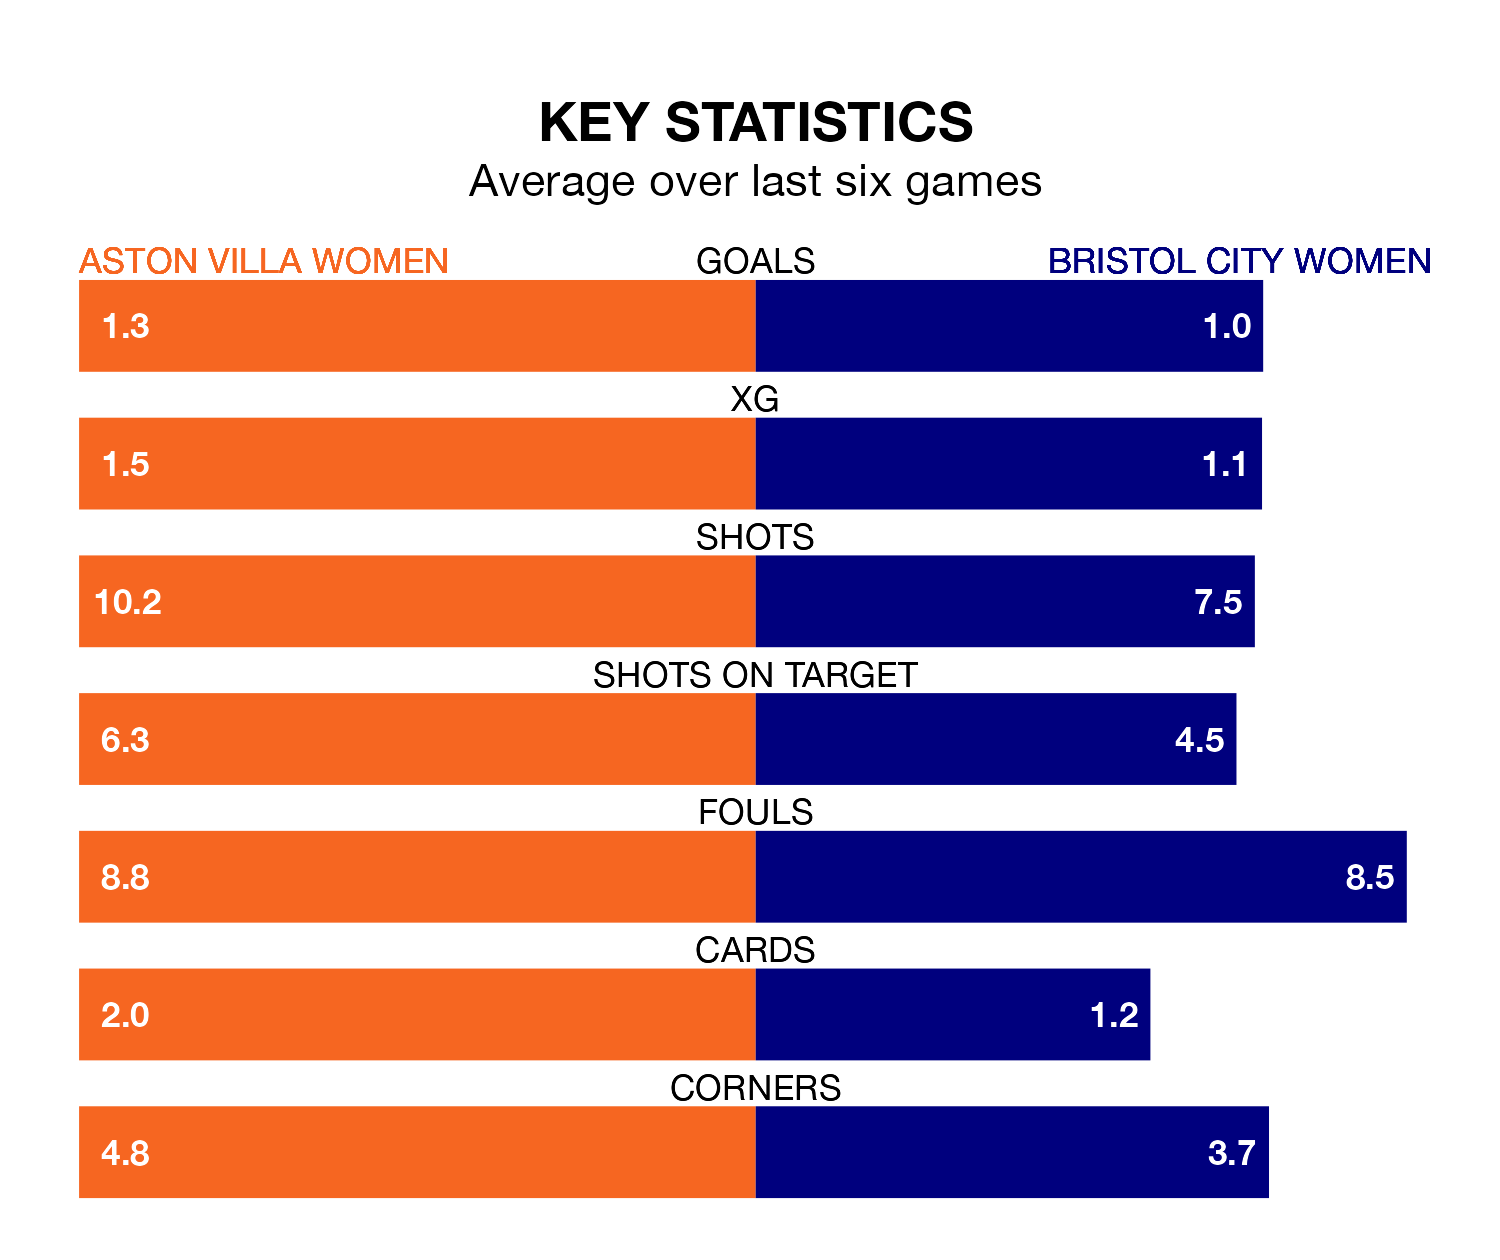 KEY STATISTICS
Average over last six games
ASTON VILLA WOMEN GOALS BRISTOL CITY WOMEN
1.3 1.0
XG
1.5 1.1
SHOTS
10.2 7.5
SHOTS ON TARGET
6.3 4.5
FOULS
8.8 8.5
CARDS
2.0 1.2
CORNERS
4.8 3.7